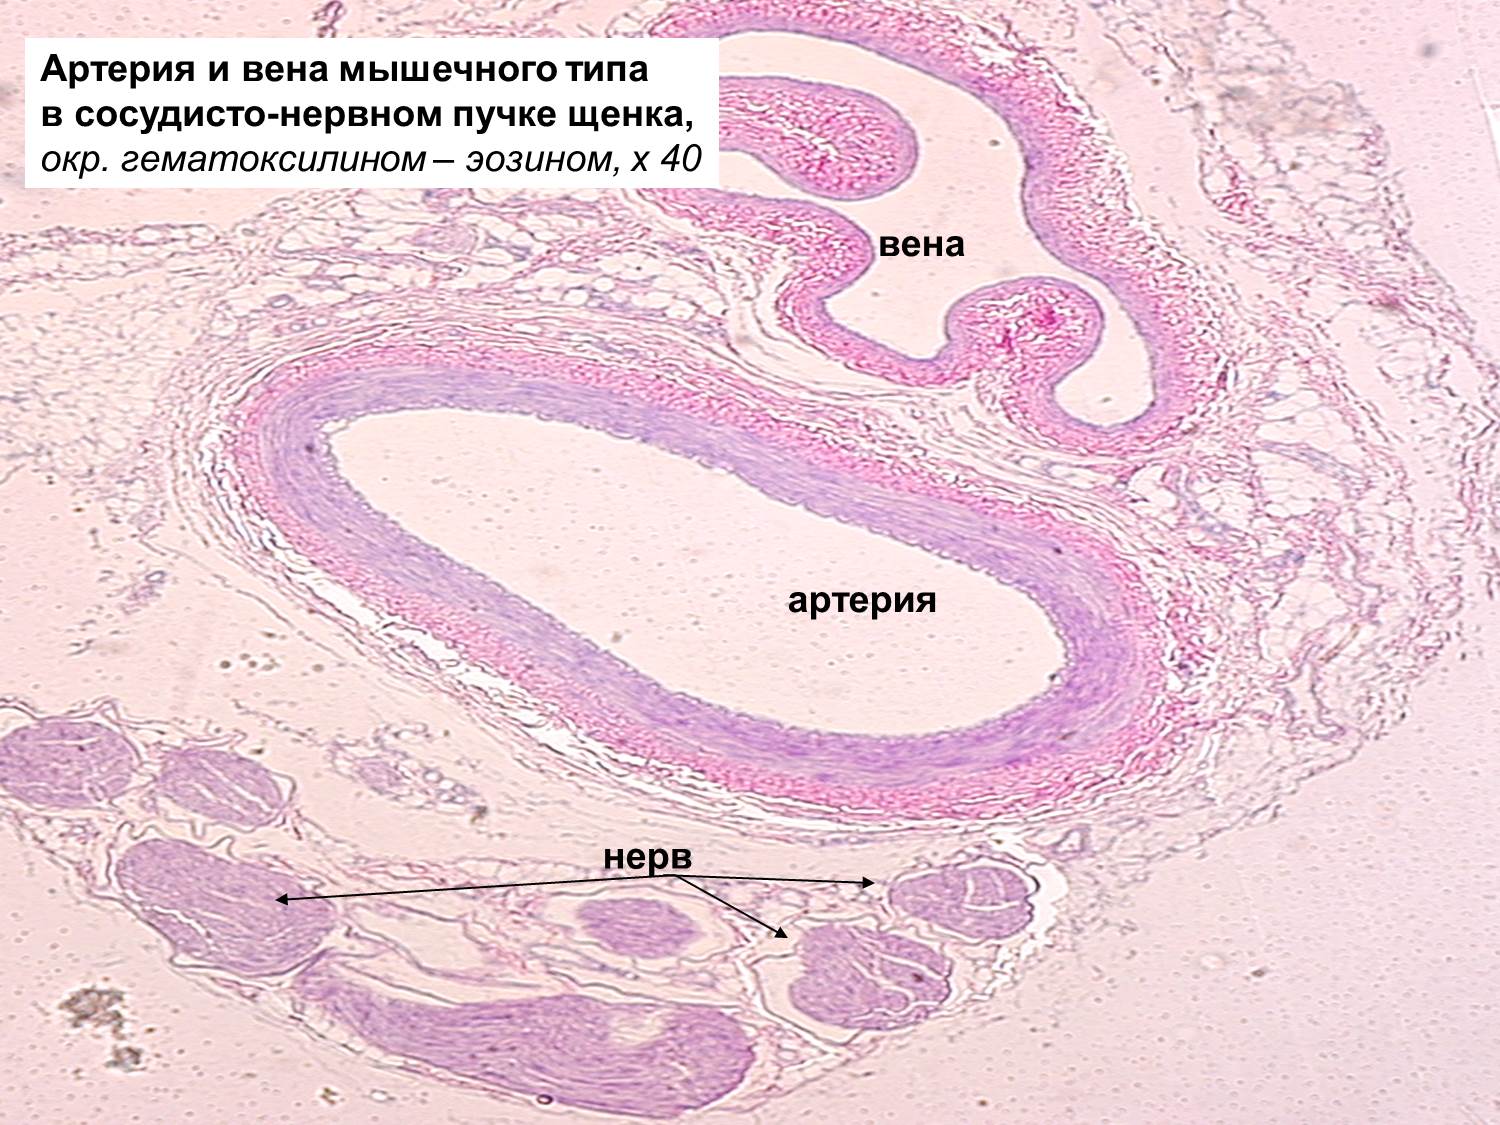 Артерия и вена мышечного типа
в сосудисто-нервном пучке щенка,
окр. гематоксилином – эозином, х 40
вена
артерия
нерв